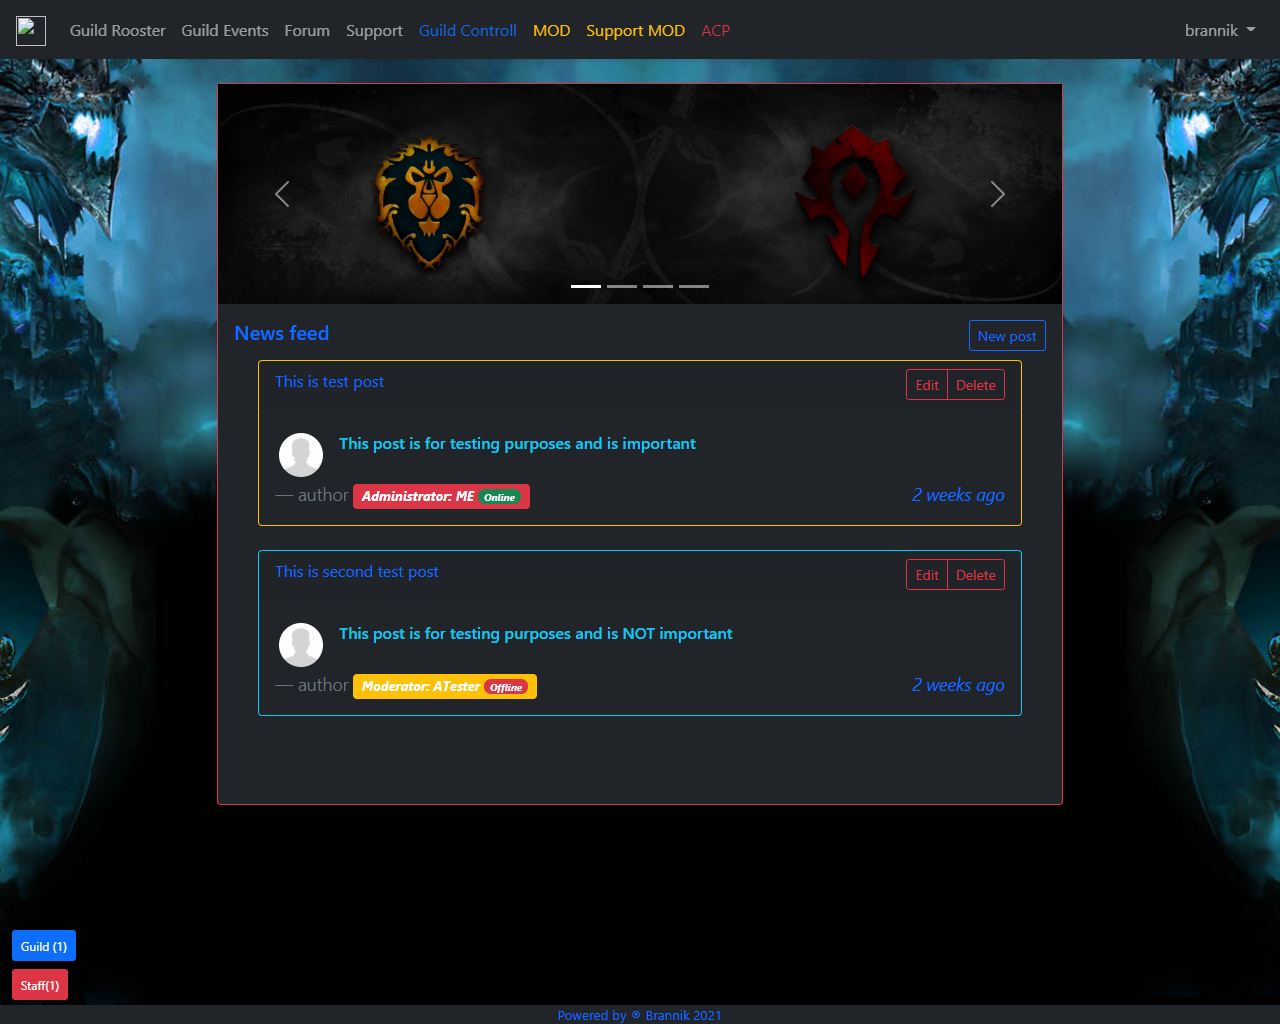 Guild Rooster Guild Events Forum Support Guild Controll MOD Support MOD ACP brannik
News feed New post
This is test post Edit Delete
This post is for testing purposes and is important
— author Administrator: ME Online 2 weeks ago
This is second test post Edit Delete
This post is for testing purposes and is NOT important
— author Moderator: ATester Offline 2 weeks ago
Guild (1)
Staff(1)
Powered by ® Brannik 2021